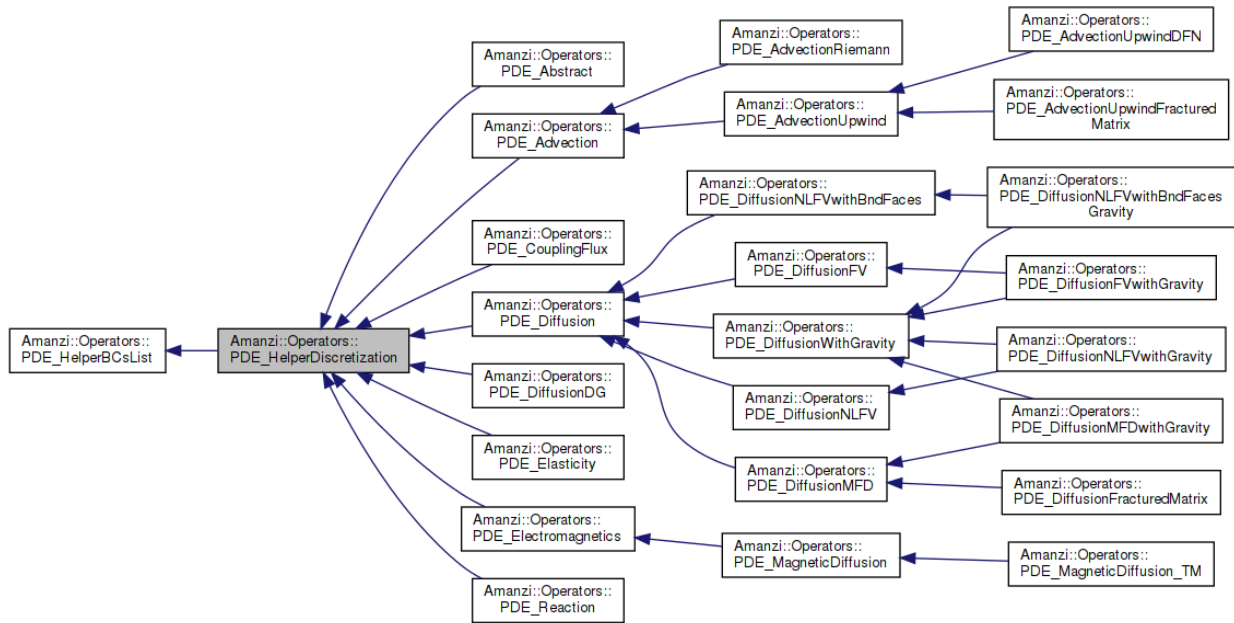 Amanzi::Operators::
PDE_HelperBCsList
Amanzi::Operators::
PDE_HelperDiscretization
Amanzi::Operators::
PDE_Abstract
Amanzi::Operators::
PDE_Advection
Amanzi::Operators::
PDE_CouplingFlux
Amanzi::Operators::
PDE_Diffusion
Amanzi::Operators::
PDE_DiffusionDG
Amanzi::Operators::
PDE_Elasticity
Amanzi::Operators::
PDE_Electromagnetics
Amanzi::Operators::
PDE_Reaction
Amanzi::Operators::
PDE_AdvectionRiemann
Amanzi::Operators::
PDE_AdvectionUpwind
Amanzi::Operators::
PDE_DiffusionNLFVwithBndFaces
Amanzi::Operators::
PDE_DiffusionFV
Amanzi::Operators::
PDE_DiffusionWithGravity
Amanzi::Operators::
PDE_DiffusionNLFV
Amanzi::Operators::
PDE_DiffusionMFD
Amanzi::Operators::
PDE_MagneticDiffusion
Amanzi::Operators::
PDE_AdvectionUpwindDFN
Amanzi::Operators::
PDE_AdvectionUpwindFractured
Matrix
Amanzi::Operators::
PDE_DiffusionNLFVwithBndFaces
Gravity
Amanzi::Operators::
PDE_DiffusionFVwithGravity
Amanzi::Operators::
PDE_DiffusionNLFVwithGravity
Amanzi::Operators::
PDE_DiffusionMFDwithGravity
Amanzi::Operators::
PDE_DiffusionFracturedMatrix
Amanzi::Operators::
PDE_MagneticDiffusion_TM